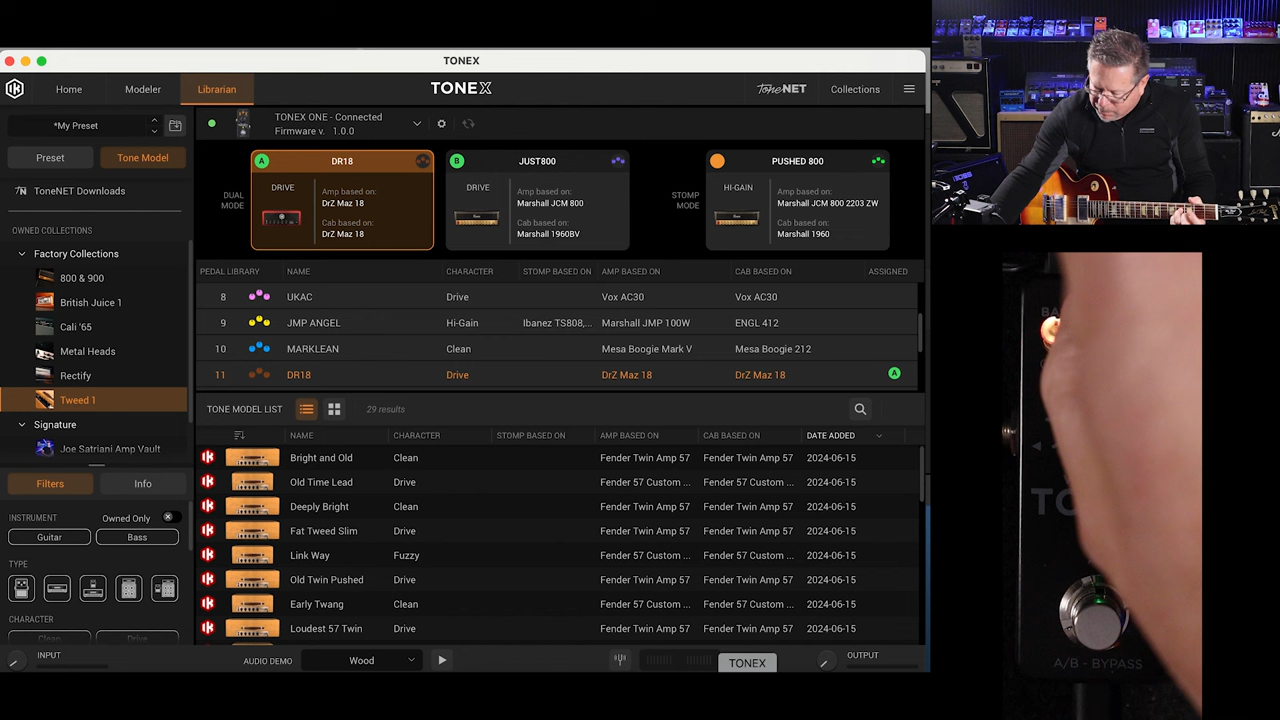 TONEX
Home
Modeler
Librarian
TONEX
ToneNET
Collections
*My Preset
Preset
Tone Model
ToneNET Downloads
OWNED COLLECTIONS
Factory Collections
800 & 900
British Juice 1
Cali '65
Metal Heads
Rectify
Tweed 1
Signature
Joe Satriani Amp Vault
Filters
Info
INSTRUMENT
Owned Only
Guitar
Bass
TYPE
CHARACTER
Clean
Drive
TONEX ONE - Connected
Firmware v. 1.0.0
DUAL MODE
A
DR18
DRIVE
Amp based on:
DrZ Maz 18
Cab based on:
DrZ Maz 18
B
JUST800
DRIVE
Amp based on:
Marshall JCM 800
Cab based on:
Marshall 1960BV
STOMP MODE
PUSHED 800
HI-GAIN
Amp based on:
Marshall JCM 800 2203 ZW
Cab based on:
Marshall 1960
PEDAL LIBRARY NAME CHARACTER STOMP BASED ON AMP BASED ON CAB BASED ON ASSIGNED
8 UKAC Drive Vox AC30 Vox AC30
9 JMP ANGEL Hi-Gain Ibanez TS808,... Marshall JMP 100W ENGL 412
10 MARKLEAN Clean Mesa Boogie Mark V Mesa Boogie 212
11 DR18 Drive DrZ Maz 18 DrZ Maz 18 A
TONE MODEL LIST 29 results
NAME CHARACTER STOMP BASED ON AMP BASED ON CAB BASED ON DATE ADDED
Bright and Old Clean Fender Twin Amp 57 Fender Twin Amp 57 2024-06-15
Old Time Lead Drive Fender 57 Custom ... Fender 57 Custom ... 2024-06-15
Deeply Bright Clean Fender Twin Amp 57 Fender Twin Amp 57 2024-06-15
Fat Tweed Slim Drive Fender Twin Amp 57 Fender Twin Amp 57 2024-06-15
Link Way Fuzzy Fender 57 Custom ... Fender 57 Custom ... 2024-06-15
Old Twin Pushed Drive Fender Twin Amp 57 Fender Twin Amp 57 2024-06-15
Early Twang Clean Fender 57 Custom ... Fender 57 Custom ... 2024-06-15
Loudest 57 Twin Drive Fender Twin Amp 57 Fender Twin Amp 57 2024-06-15
INPUT
AUDIO DEMO
Wood
TONEX
OUTPUT
A/B - BYPASS